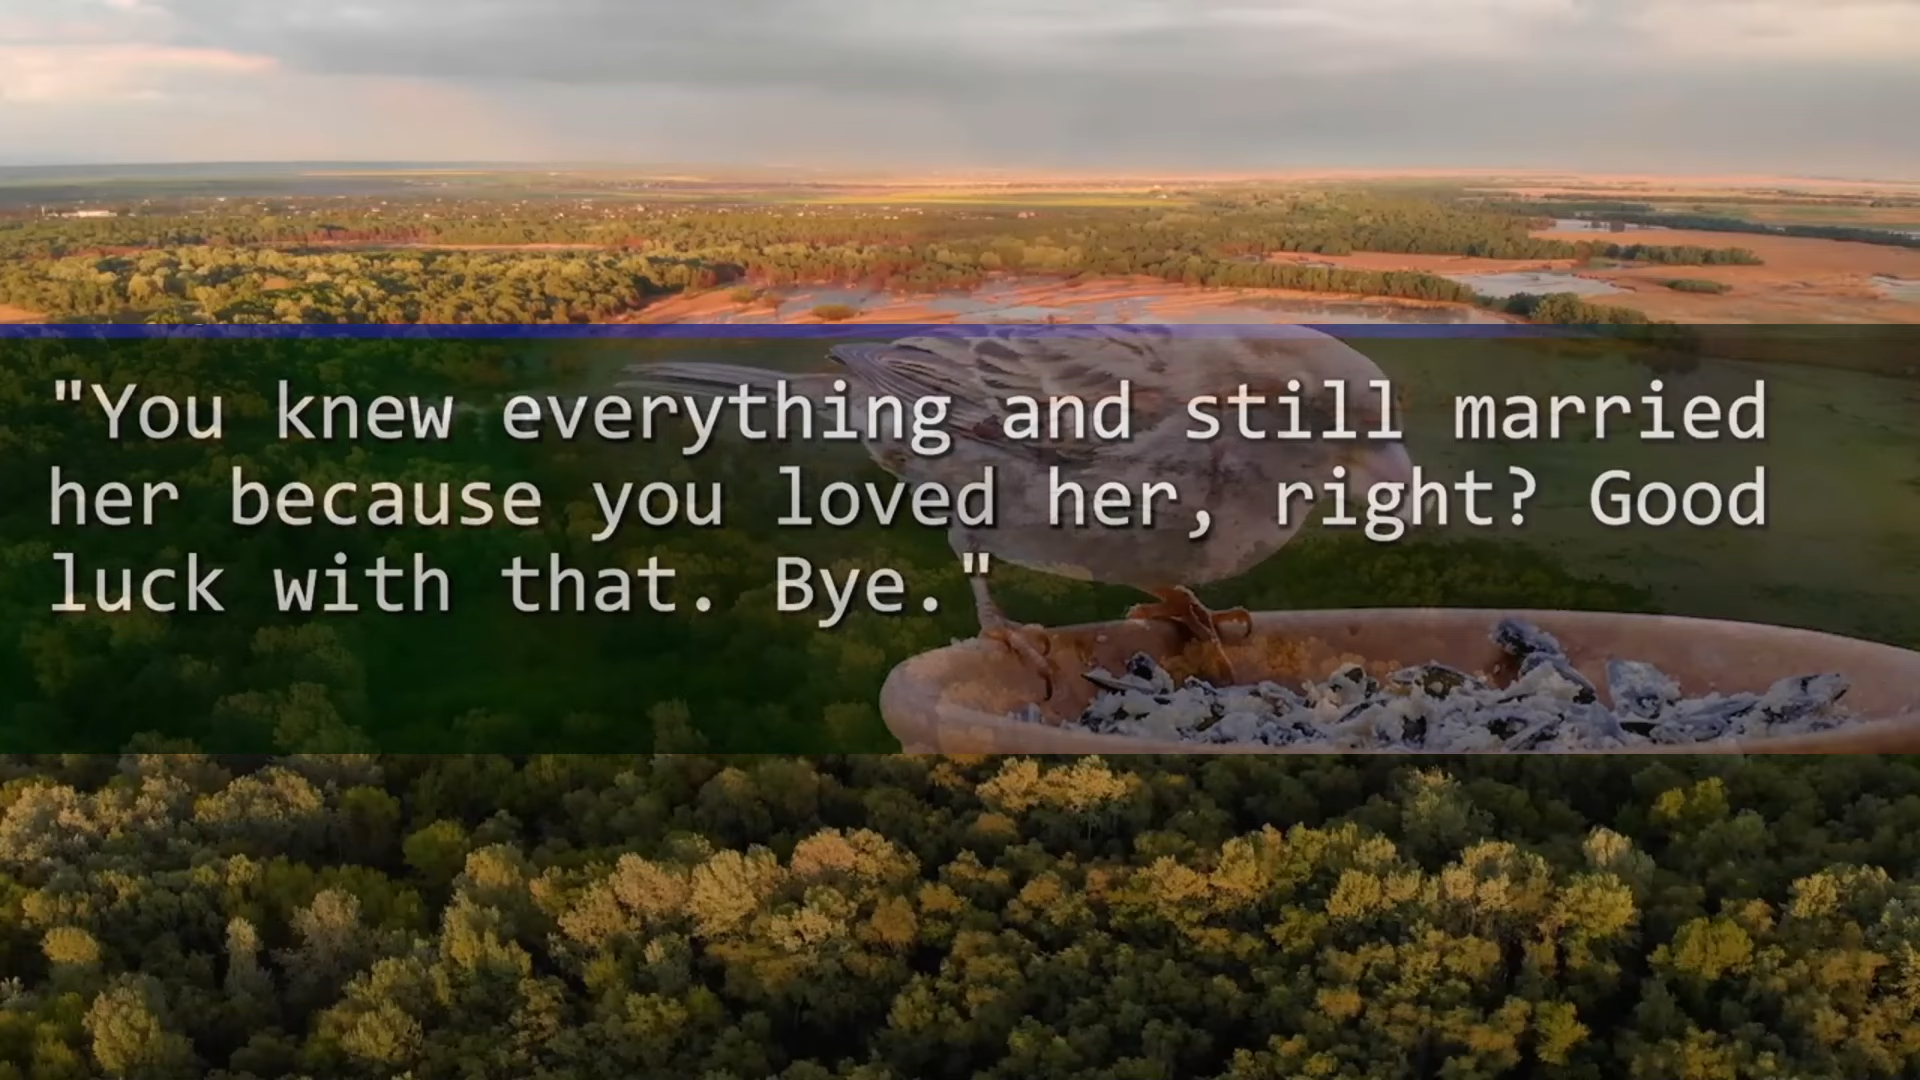 "You knew everything and still married
her because you loved her, right? Good
luck with that. Bye."